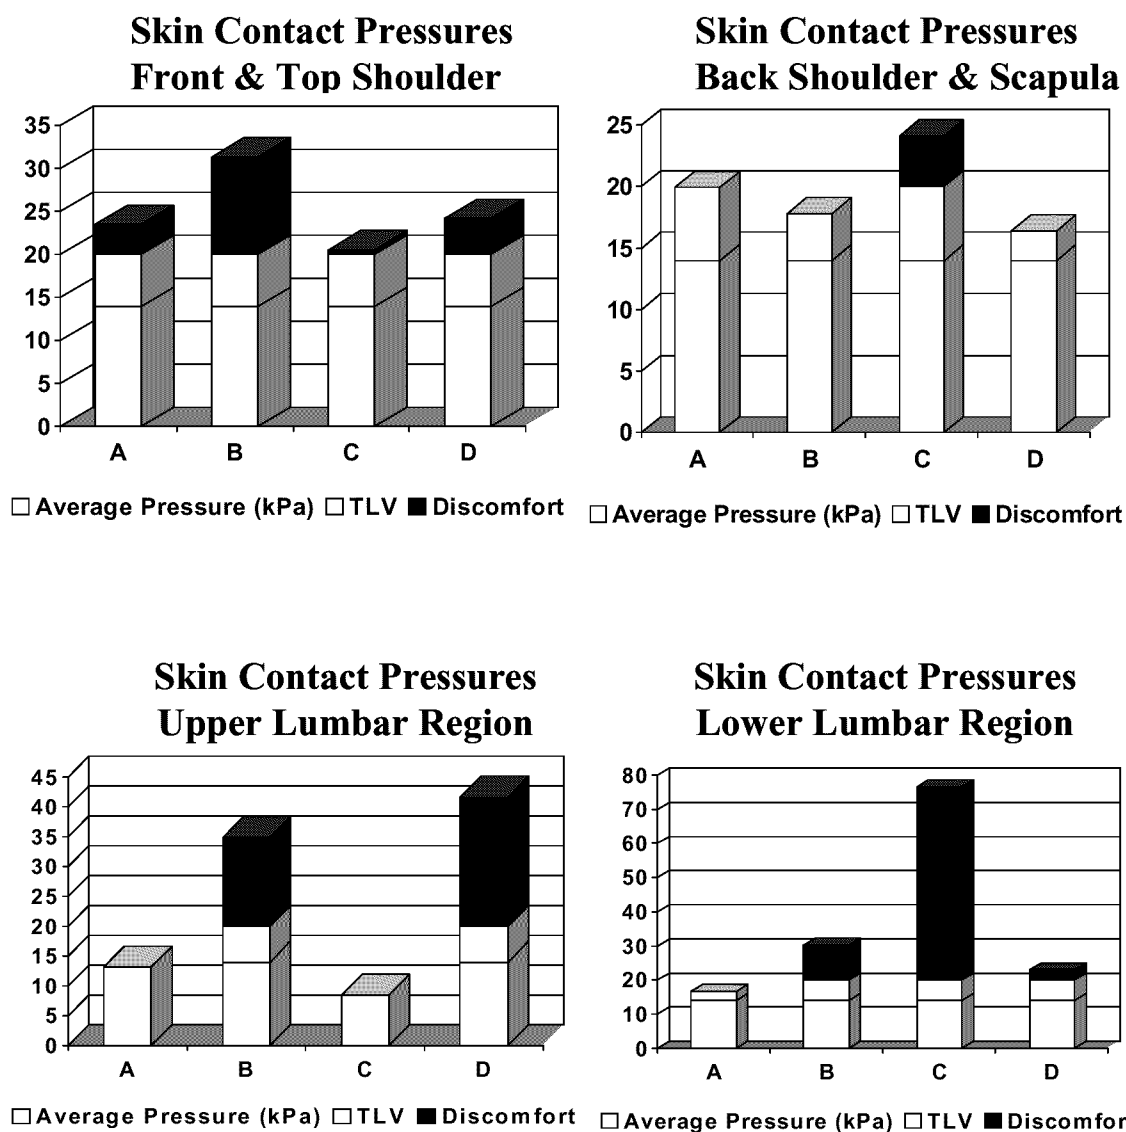 Skin Contact Pressures
Front & Top Shoulder
35
30
25
20
15
10
5
0
A B C D
Average Pressure (kPa) TLV Discomfort
Skin Contact Pressures
Back Shoulder & Scapula
25
20
15
10
5
0
A B C D
Average Pressure (kPa) TLV Discomfort
Skin Contact Pressures
Upper Lumbar Region
45
40
35
30
25
20
15
10
5
0
A B C D
Average Pressure (kPa) TLV Discomfort
Skin Contact Pressures
Lower Lumbar Region
80
70
60
50
40
30
20
10
0
A B C D
Average Pressure (kPa) TLV Discomfor